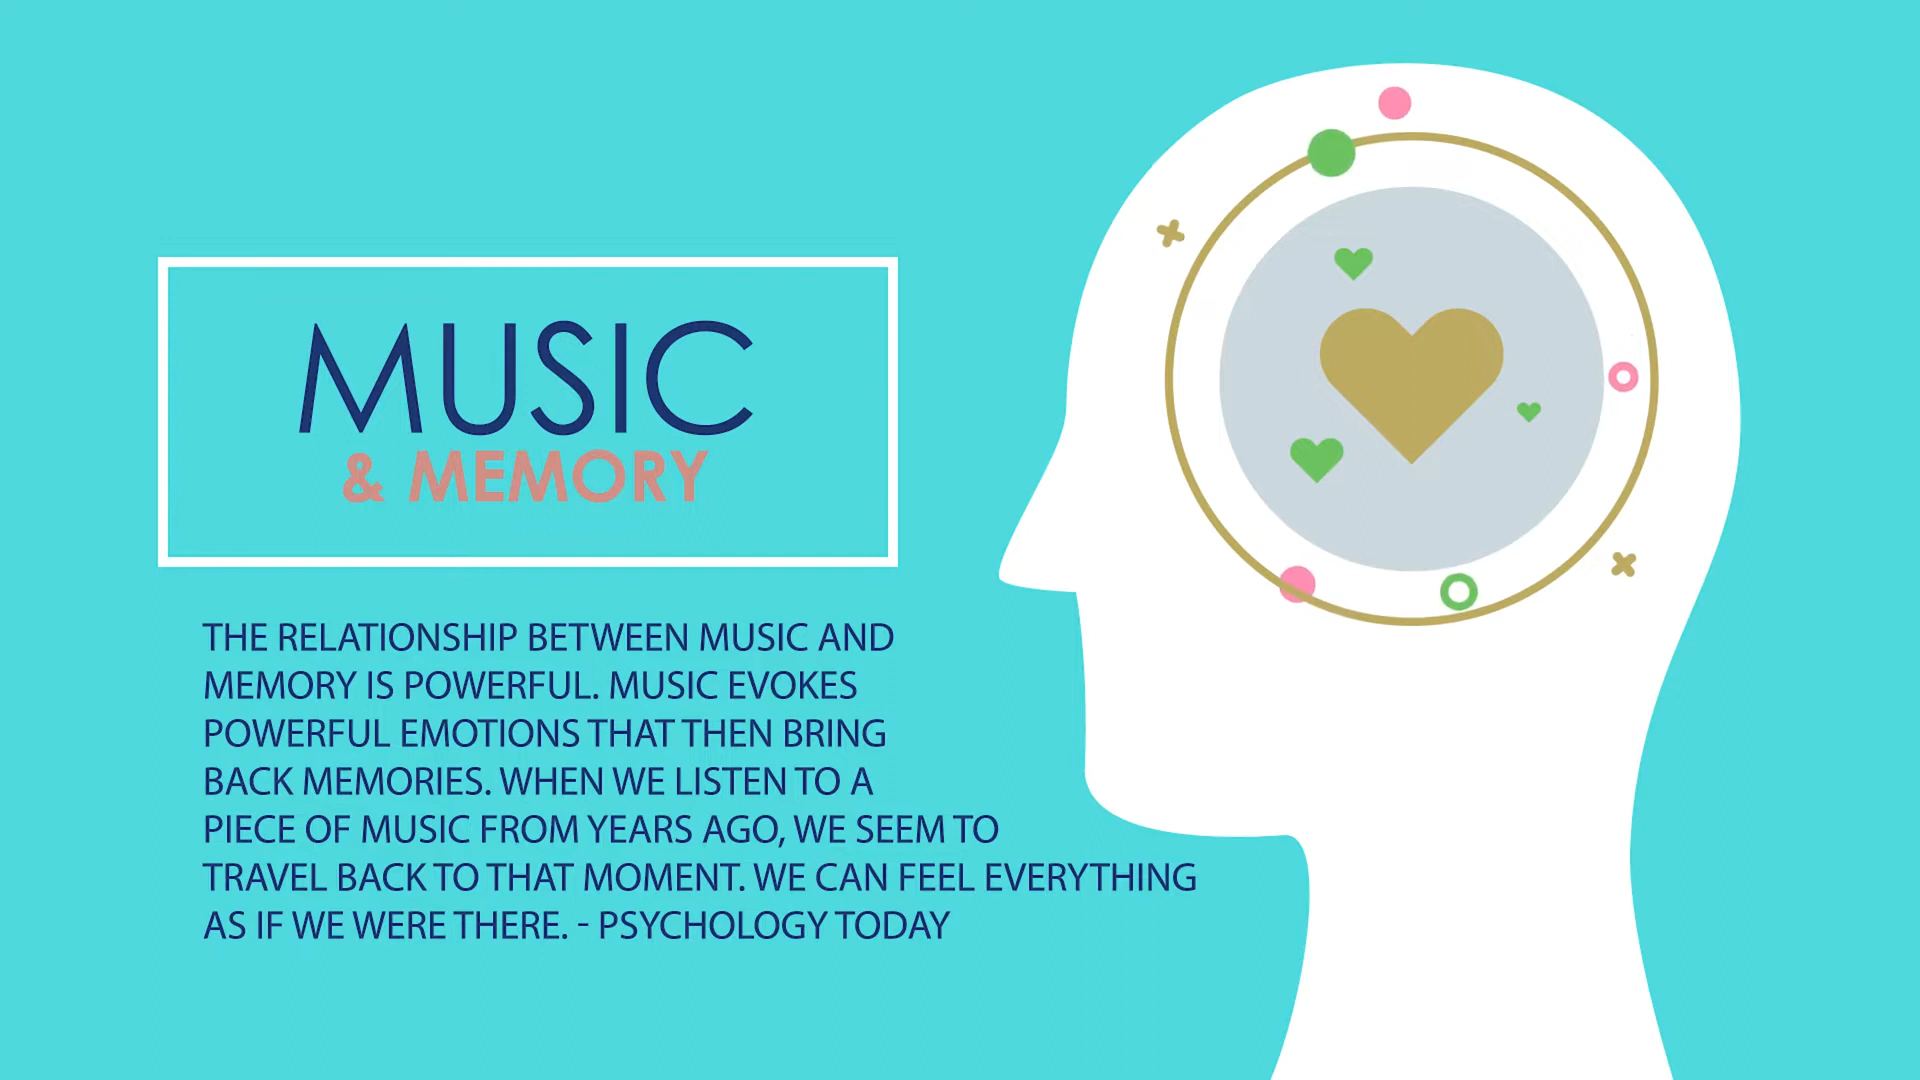 MUSIC
& MEMORY
THE RELATIONSHIP BETWEEN MUSIC AND
MEMORY IS POWERFUL. MUSIC EVOKES
POWERFUL EMOTIONS THAT THEN BRING
BACK MEMORIES. WHEN WE LISTEN TO A
PIECE OF MUSIC FROM YEARS AGO, WE SEEM TO
TRAVEL BACK TO THAT MOMENT. WE CAN FEEL EVERYTHING
AS IF WE WERE THERE. - PSYCHOLOGY TODAY